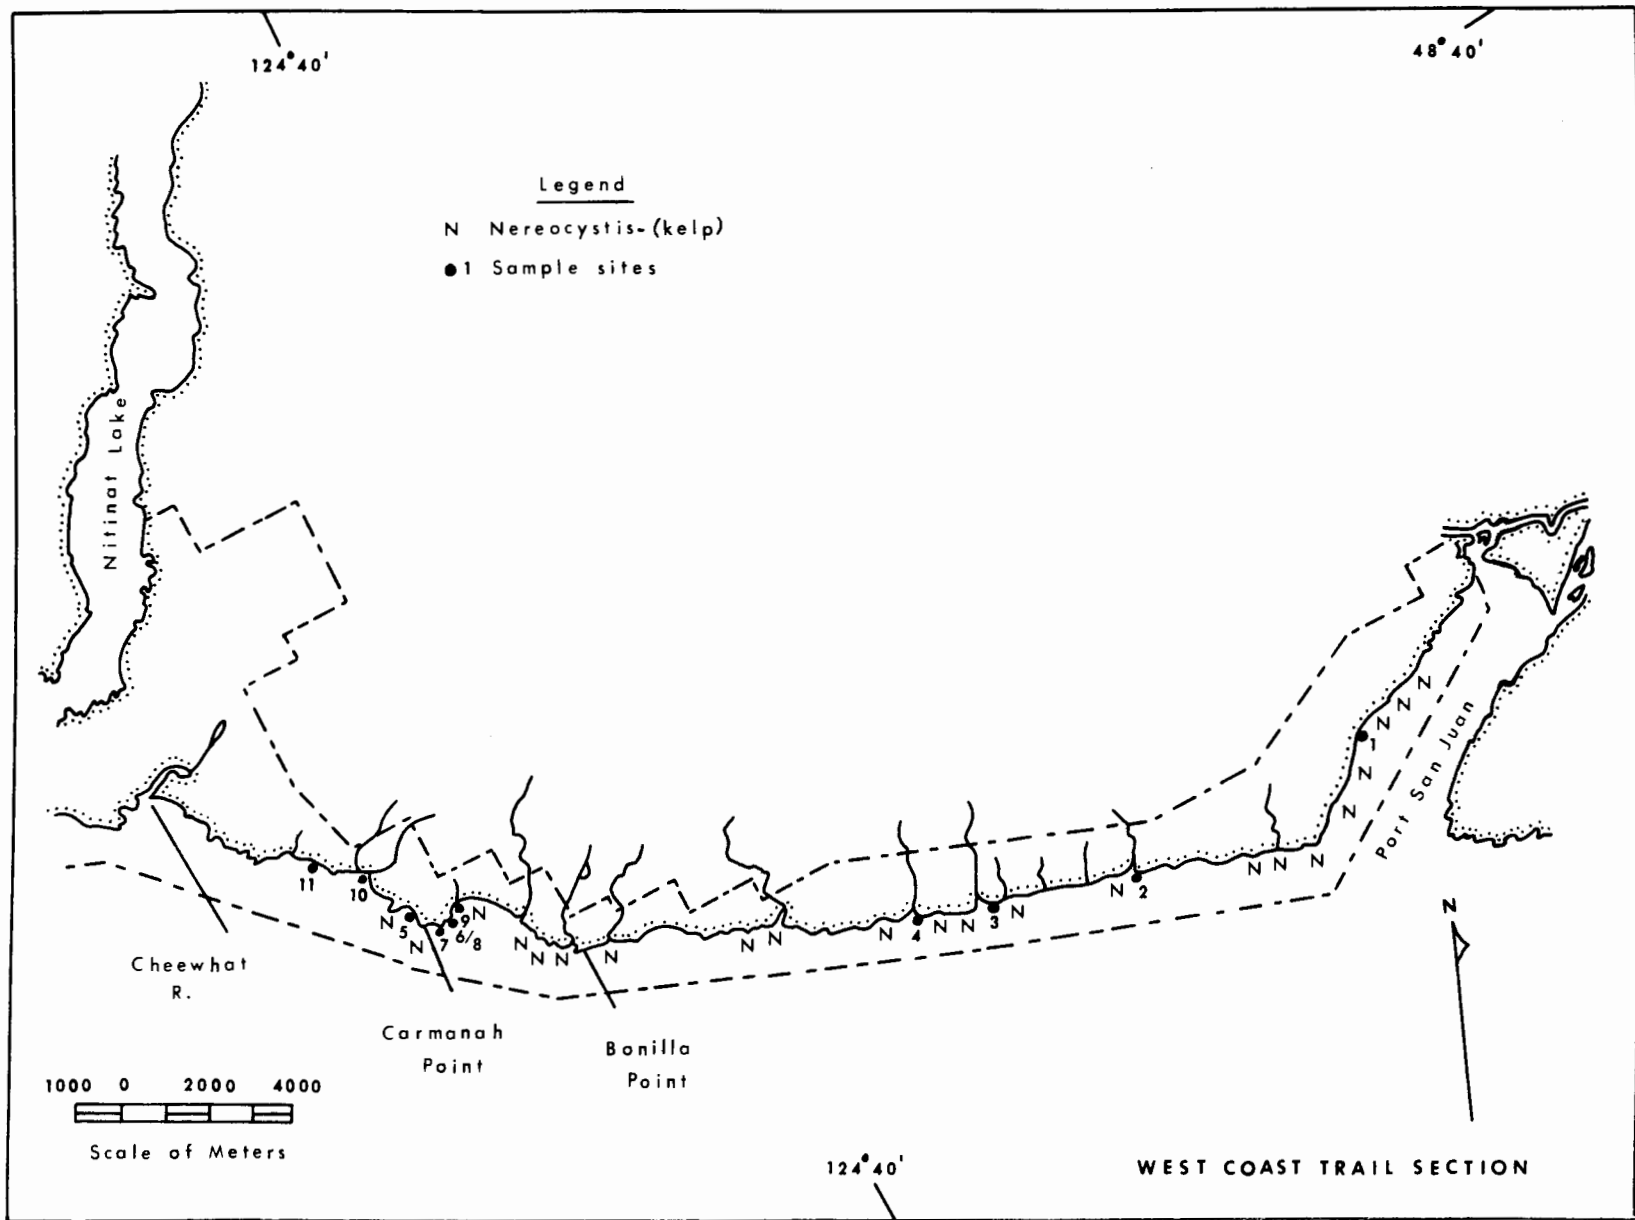 124°40'
48°40'
Legend
N Nereocystis-(kelp)
●1 Sample sites
Nitinat Lake
N
N
N
1
N
N
Port San Juan
11
10
N
5
N
7
9
6/8
N
N
N
N
N
N
N
N
4
N
N
3
N
N
2
N
N
N
N
Cheewhat
R.
Carmanah
Point
Bonilla
Point
1000 0 2000 4000
Scale of Meters
124°40'
WEST COAST TRAIL SECTION